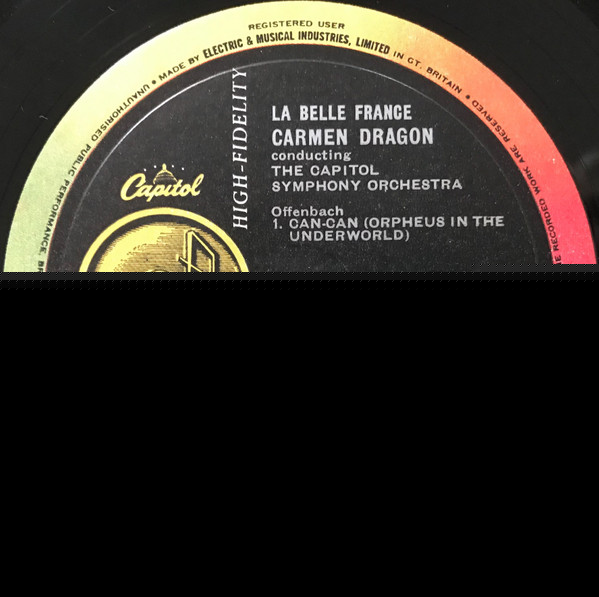 REGISTERED USER
UNAUTHORISED PUBLIC PERFORMANCE, • MADE BY ELECTRIC & MUSICAL INDUSTRIES, LIMITED IN GT. BRITAIN • RECORDED WORK ARE RESERVED
HIGH-FIDELITY
Capitol
LA BELLE FRANCE
CARMEN DRAGON
conducting
THE CAPITOL
SYMPHONY ORCHESTRA
Offenbach
1. CAN-CAN (ORPHEUS IN THE
UNDERWORLD)